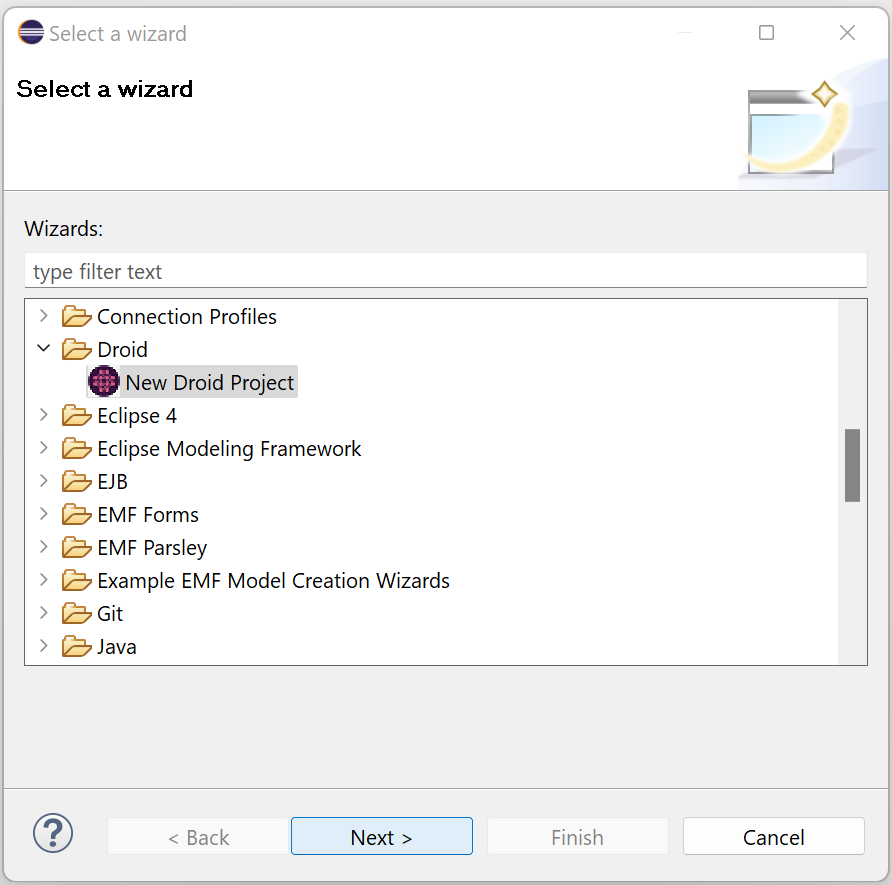 Select a wizard
Select a wizard
Wizards:
type filter text
Connection Profiles
Droid
New Droid Project
Eclipse 4
Eclipse Modeling Framework
EJB
EMF Forms
EMF Parsley
Example EMF Model Creation Wizards
Git
Java
? < Back Next > Finish Cancel